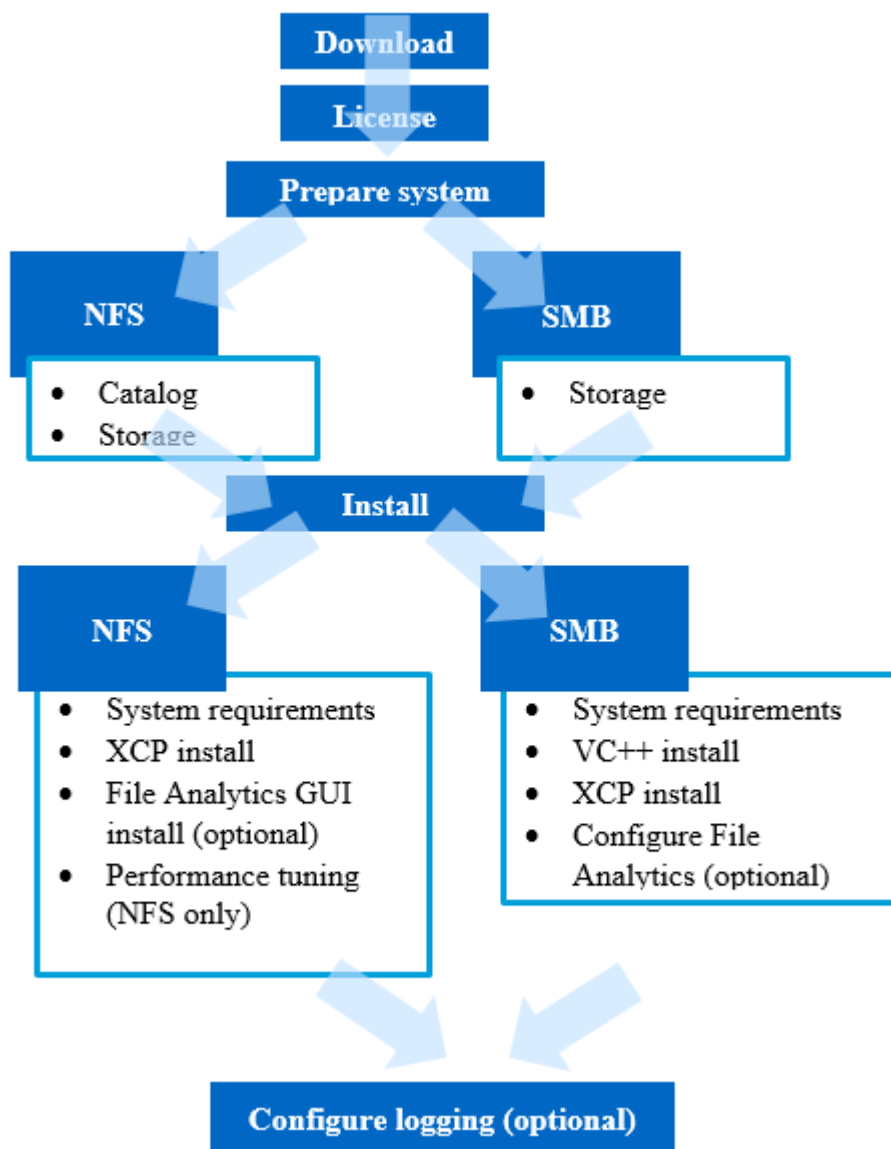 Download
License
Prepare system
NFS
• Catalog
• Storage
SMB
• Storage
Install
NFS
• System requirements
• XCP install
• File Analytics GUI
install (optional)
• Performance tuning
(NFS only)
SMB
• System requirements
• VC++ install
• XCP install
• Configure File
Analytics (optional)
Configure logging (optional)